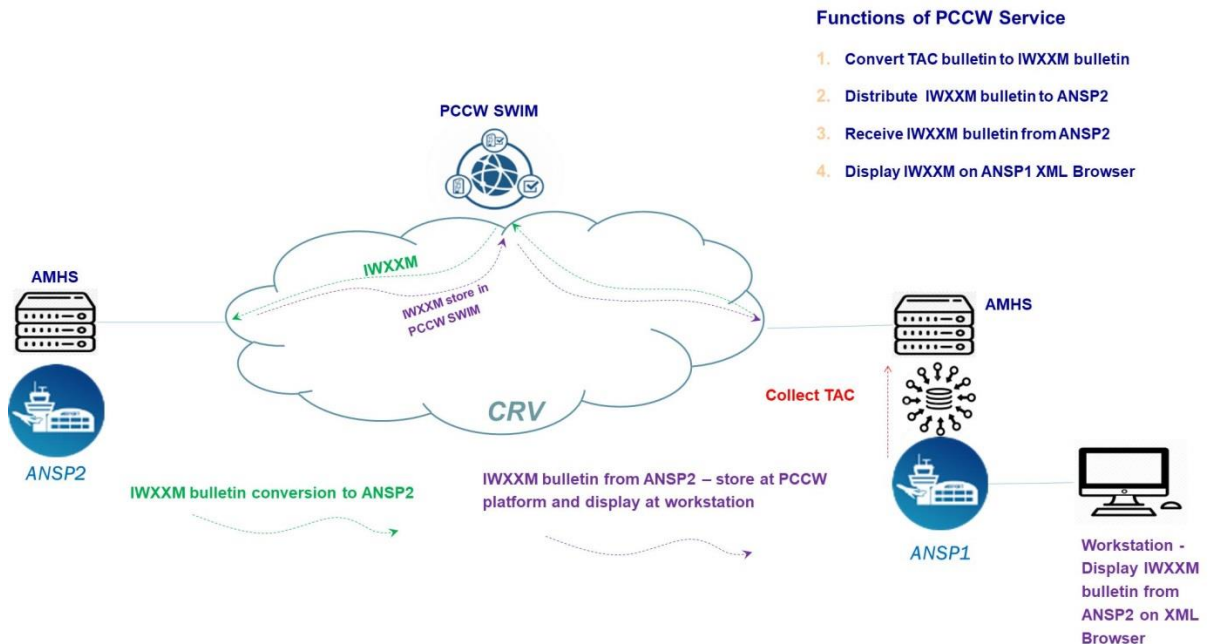 Functions of PCCW Service
1. Convert TAC bulletin to IWXXM bulletin
2. Distribute IWXXM bulletin to ANSP2
3. Receive IWXXM bulletin from ANSP2
4. Display IWXXM on ANSP1 XML Browser
PCCW SWIM
IWXXM
IWXXM store in
PCCW SWIM
AMHS
AMHS
Collect TAC
CRV
ANSP2
IWXXM bulletin conversion to ANSP2
IWXXM bulletin from ANSP2 – store at PCCW
platform and display at workstation
ANSP1
Workstation -
Display IWXXM
bulletin from
ANSP2 on XML
Browser